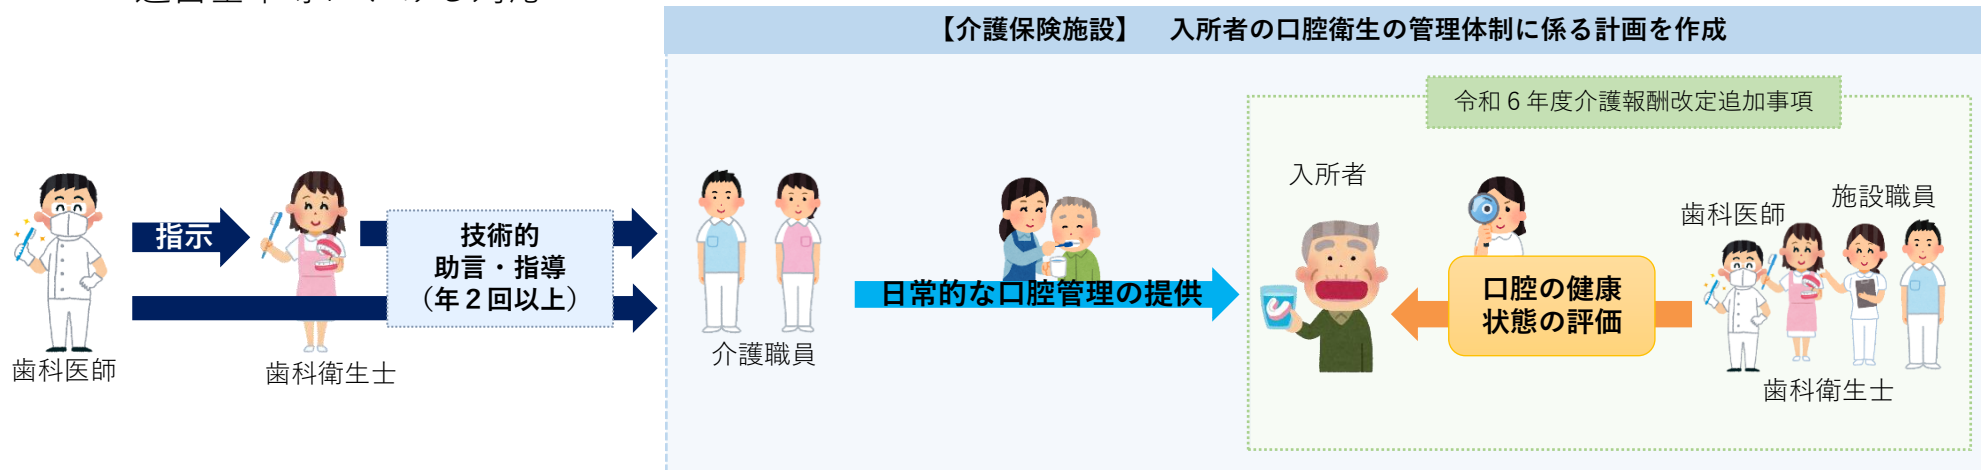 【介護保険施設】　入所者の口腔衛生の管理体制に係る計画を作成
令和６年度介護報酬改定追加事項
指示
技術的
助言・指導
（年２回以上）
歯科医師
歯科衛生士
介護職員
日常的な口腔管理の提供
入所者
口腔の健康
状態の評価
歯科医師
施設職員
歯科衛生士